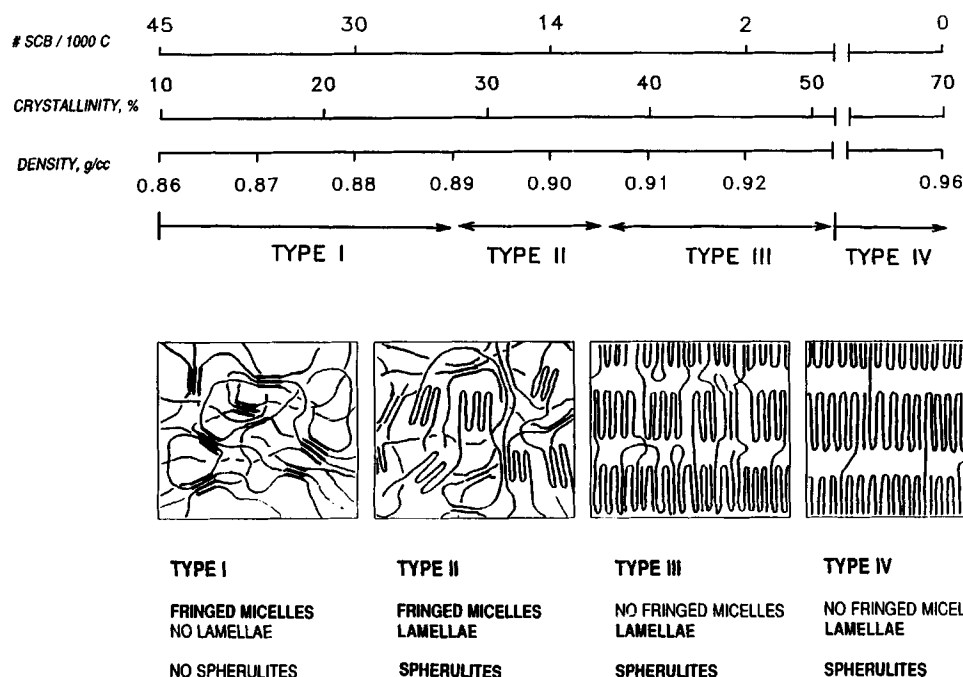 45 30 14 2 0
# SCB / 1000 C
10 20 30 40 50 70
CRYSTALLINITY, %
DENSITY, g/cc
0.86 0.87 0.88 0.89 0.90 0.91 0.92 0.96
TYPE I TYPE II TYPE III TYPE IV
TYPE I TYPE II TYPE III TYPE IV
FRINGED MICELLES FRINGED MICELLES NO FRINGED MICELLES NO FRINGED MICEL
NO LAMELLAE LAMELLAE LAMELLAE LAMELLAE
NO SPHERULITES SPHERULITES SPHERULITES SPHERULITES